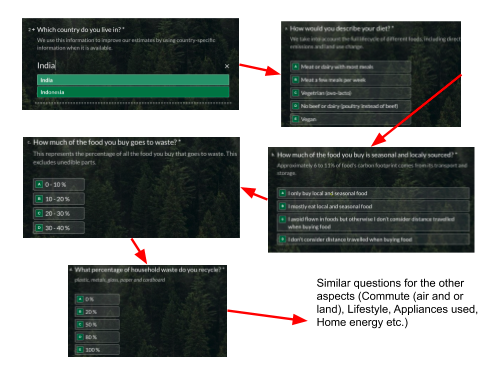 Which country do you live in? *
We use this information to improve our estimates by using country-specific
information when it is available.
India
×
India
Indonesia
How would you describe your diet? *
We take into account the full lifecycle of different foods, including direct
emissions and land use change.
A Meat or dairy with most meals
B Meat a few meals per week
C Vegetrian (ovo-lacto)
D No beef or dairy (poultry instead of beef)
E Vegan
How much of the food you buy goes to waste? *
This represents the percentage of all the food you buy that goes to waste. This
excludes unedible parts.
A 0 - 10 %
B 10 - 20 %
C 20 - 30 %
D 30 - 40 %
How much of the food you buy is seasonal and localy sourced? *
Approximately 6 to 11% of food's carbon footprint comes from its transport and
storage.
I only buy local and seasonal food
I mostly eat local and seasonal food
I avoid flown in foods but otherwise I don't consider distance travelled
when buying food
I don't consider distance travelled when buying food
What percentage of household waste do you recycle? *
plastic, metals, glass, paper and cardboard
A 0 %
B 20 %
C 50 %
D 80 %
E 100 %
Similar questions for the other
aspects (Commute (air and or
land), Lifestyle, Appliances used,
Home energy etc.)